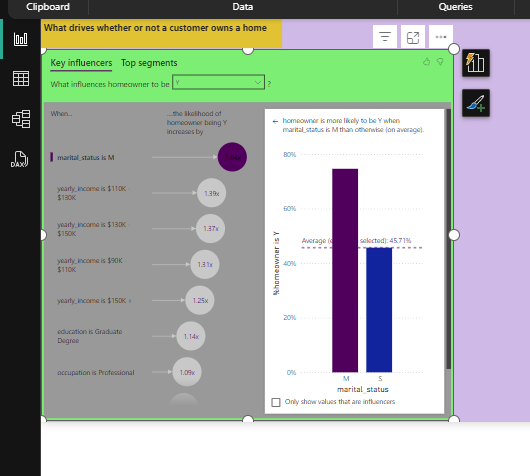 Clipboard
Data
Queries
What drives whether or not a customer owns a home
Key influencers Top segments
What influences homeowner to be Y ?
When...
...the likelihood of
homeowner being Y
increases by
marital_status is M
yearly_income is $110K -
$130K
1.39x
yearly_income is $130K -
$150K
1.37x
yearly_income is $90K -
$110K
1.31x
yearly_income is $150K +
1.25x
education is Graduate
Degree
1.14x
occupation is Professional
1.09x
← homeowner is more likely to be Y when
marital_status is M than otherwise (on average).
80%
60%
Average (e selected): 45.71%
40%
20%
0%
%homeowner is Y
M
S
marital_status
Only show values that are influencers
DAX